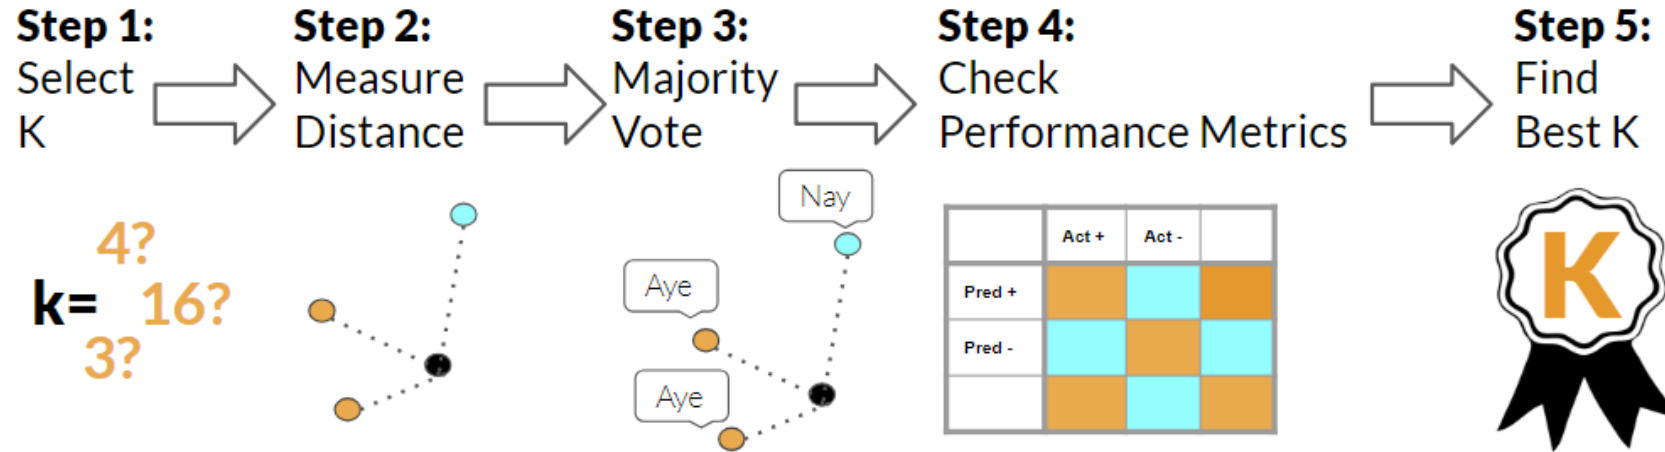 Step 1:
Select
K
Step 2:
Measure
Distance
Step 3:
Majority
Vote
Step 4:
Check
Performance Metrics
Step 5:
Find
Best K
4?
k= 16?
3?
Nay
Aye
Aye
Act + Act -
Pred +
Pred -
K